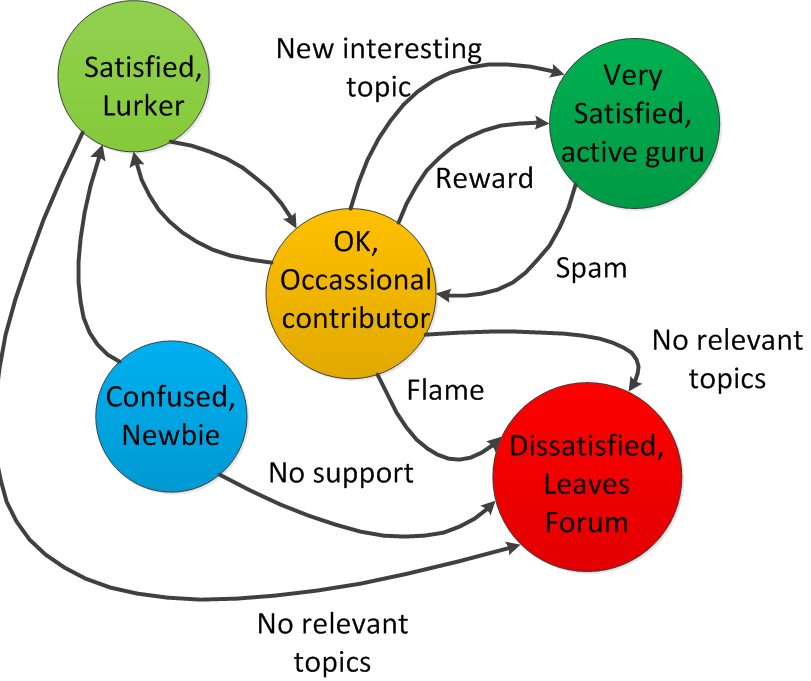 Satisfied,
Lurker
New interesting
topic
Very
Satisfied,
active guru
Reward
Spam
OK,
Occassional
contributor
No relevant
topics
Flame
Confused,
Newbie
No support
Dissatisfied,
Leaves
Forum
No relevant
topics